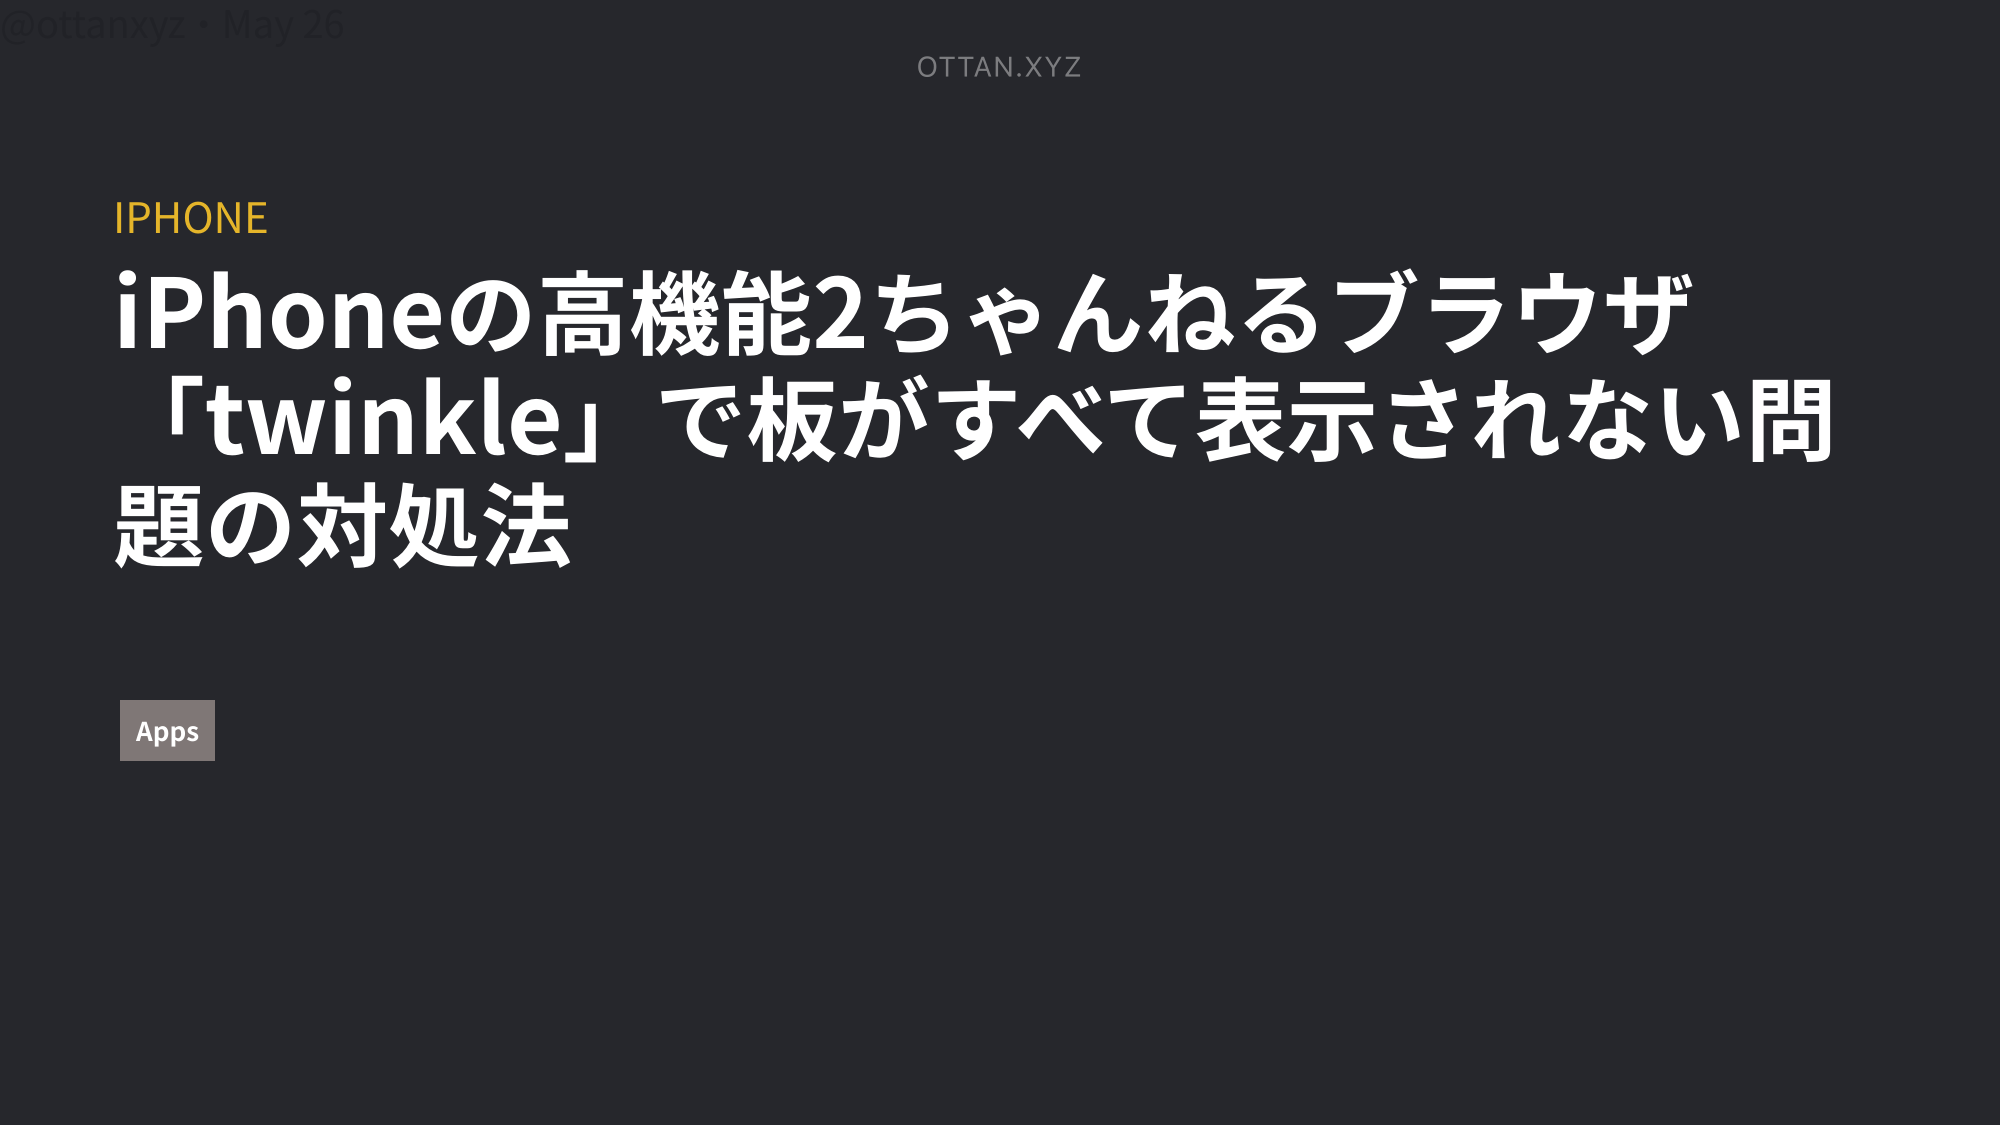 @ottanxyz・May 26
OTTAN.XYZ
IPHONE
iPhoneの高機能2ちゃんねるブラウザ
「twinkle」で板がすべて表示されない問
題の対処法
Apps